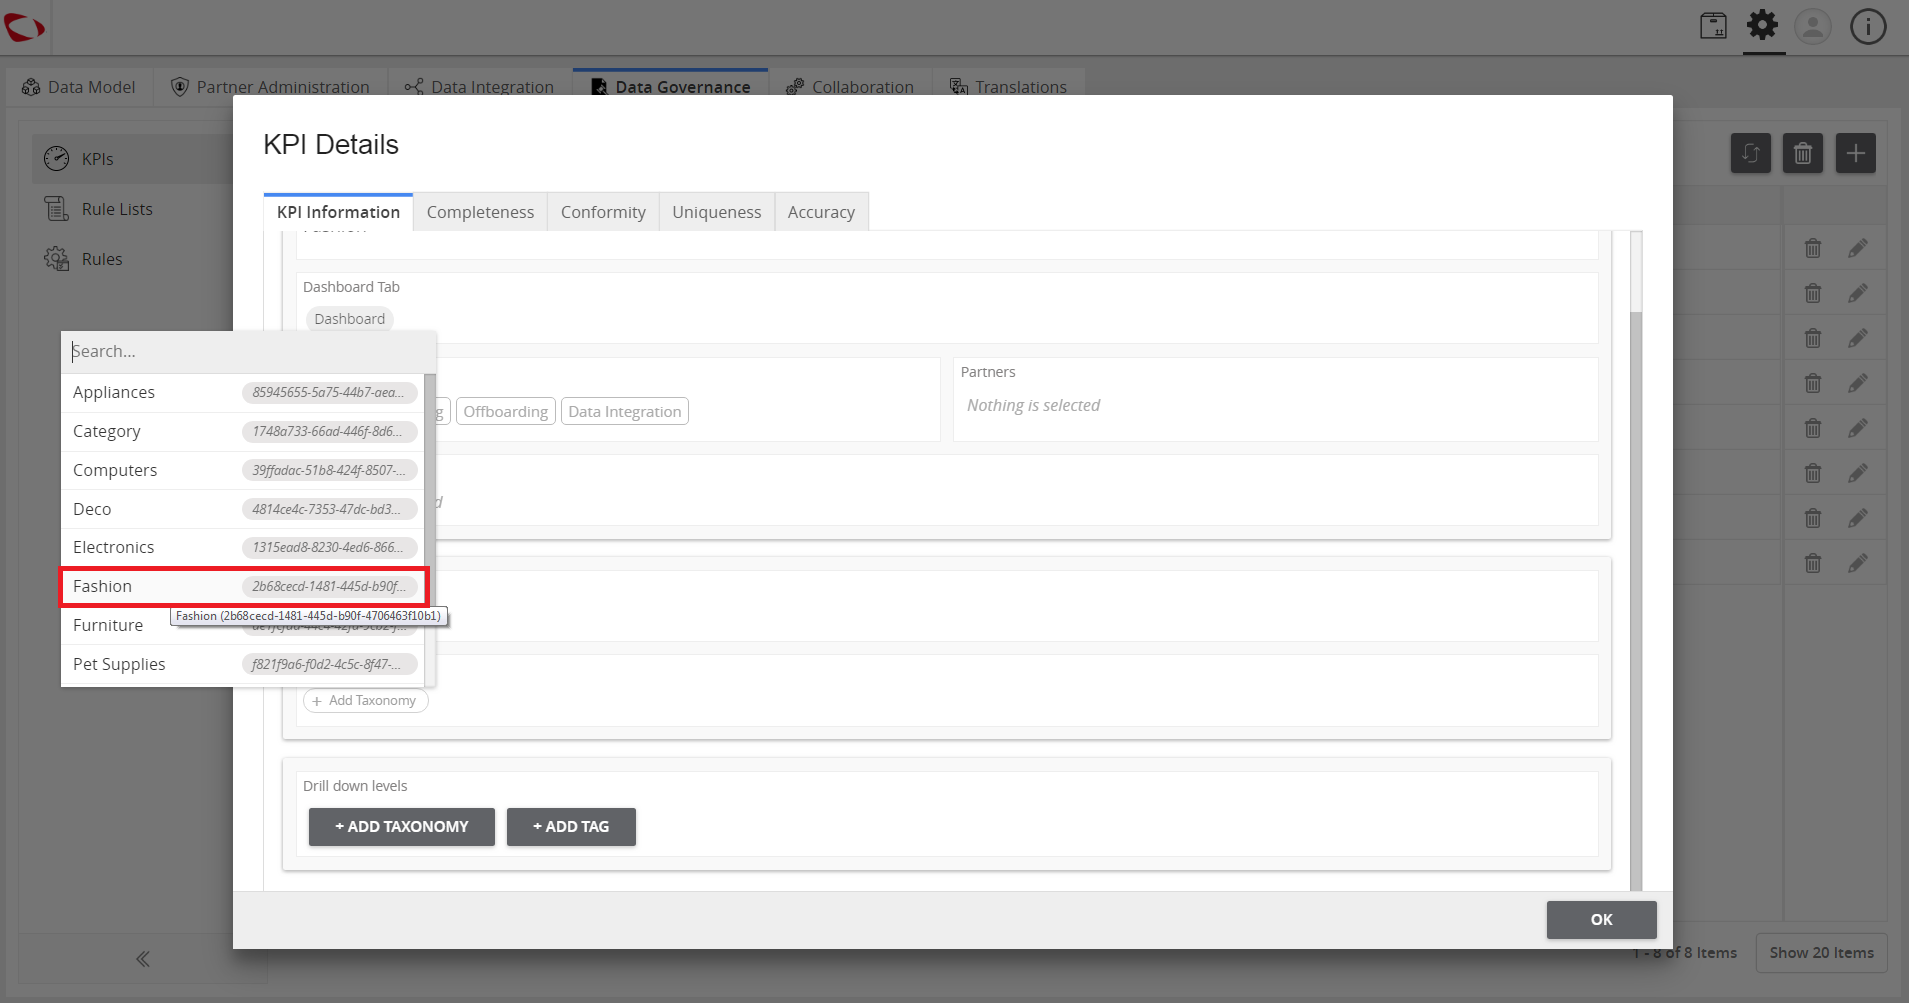 Data Model
Partner Administration
Data Integration
Data Governance
Collaboration
Translations
KPIs
Rule Lists
Rules
KPI Details
KPI Information
Completeness
Conformity
Uniqueness
Accuracy
Dashboard Tab
Dashboard
Offboarding
Data Integration
Partners
Nothing is selected
Search...
Appliances 85945655-5a75-44b7-aea...
Category 1748a733-66ad-446f-8d6...
Computers 39ffadac-51b8-424f-8507-...
Deco 4814ce4c-7353-47dc-bd3...
Electronics 1315ead8-8230-4ed6-866...
Fashion 2b68cecd-1481-445d-b90f...
Fashion (2b68cecd-1481-445d-b90f-4706463f10b1)
Furniture
Pet Supplies f821f9a6-f0d2-4c5c-8f47-...
+ Add Taxonomy
Drill down levels
+ ADD TAXONOMY
+ ADD TAG
OK
1 - 8 of 8 Items
Show 20 Items